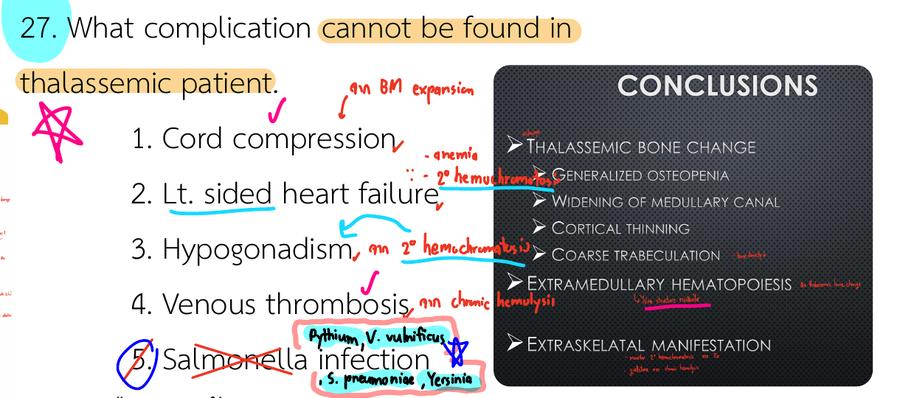 27. What complication cannot be found in
thalassemic patient.
จาก BM expansion
1. Cord compression
- anemia
- 2° hemochromatosis
2. Lt. sided heart failure
3. Hypogonadism จาก 2° hemochromatosis
4. Venous thrombosis จาก chronic hemolysis
Pythium, V. vulnificus
5. Salmonella infection
, S. pneumoniae, Yersinia
CONCLUSIONS
THALASSEMIC BONE CHANGE
GENERALIZED OSTEOPENIA
WIDENING OF MEDULLARY CANAL
CORTICAL THINNING
COARSE TRABECULATION
EXTRAMEDULLARY HEMATOPOIESIS
EXTRASKELATAL MANIFESTATION